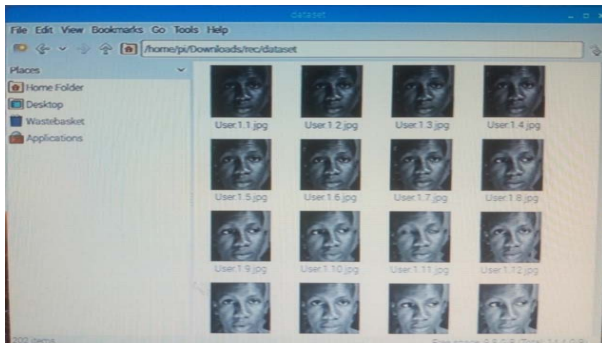 dataset
File Edit View Bookmarks Go Tools Help
/home/pi/Downloads/rec/dataset
Places
Home Folder
Desktop
Wastebasket
Applications
User.1.1.jpg User.1.2.jpg User.1.3.jpg User.1.4.jpg
User.1.5.jpg User.1.6.jpg User.1.7.jpg User.1.8.jpg
User.1.9.jpg User.1.10.jpg User.1.11.jpg User.1.12.jpg
202 items